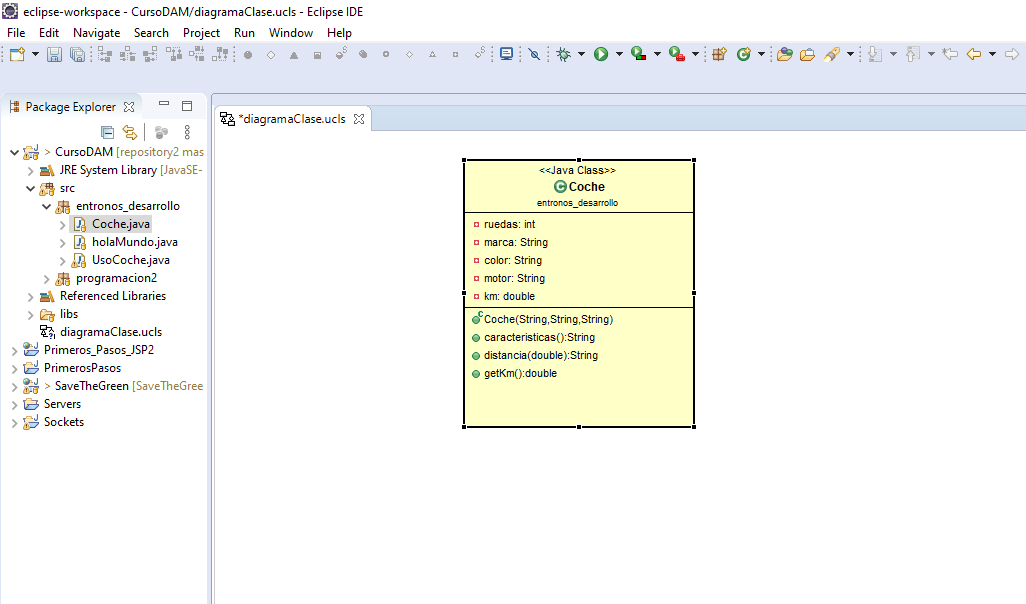 eclipse-workspace - CursoDAM/diagramaClase.ucls - Eclipse IDE
File Edit Navigate Search Project Run Window Help
Package Explorer
*diagramaClase.ucls
> CursoDAM [repository2 mas
JRE System Library [JavaSE-
src
entronos_desarrollo
Coche.java
holaMundo.java
UsoCoche.java
programacion2
Referenced Libraries
libs
diagramaClase.ucls
Primeros_Pasos_JSP2
PrimerosPasos
> SaveTheGreen [SaveTheGree
Servers
Sockets
<<Java Class>>
C Coche
entronos_desarrollo
ruedas: int
marca: String
color: String
motor: String
km: double
C Coche(String,String,String)
caracteristicas():String
distancia(double):String
getKm():double